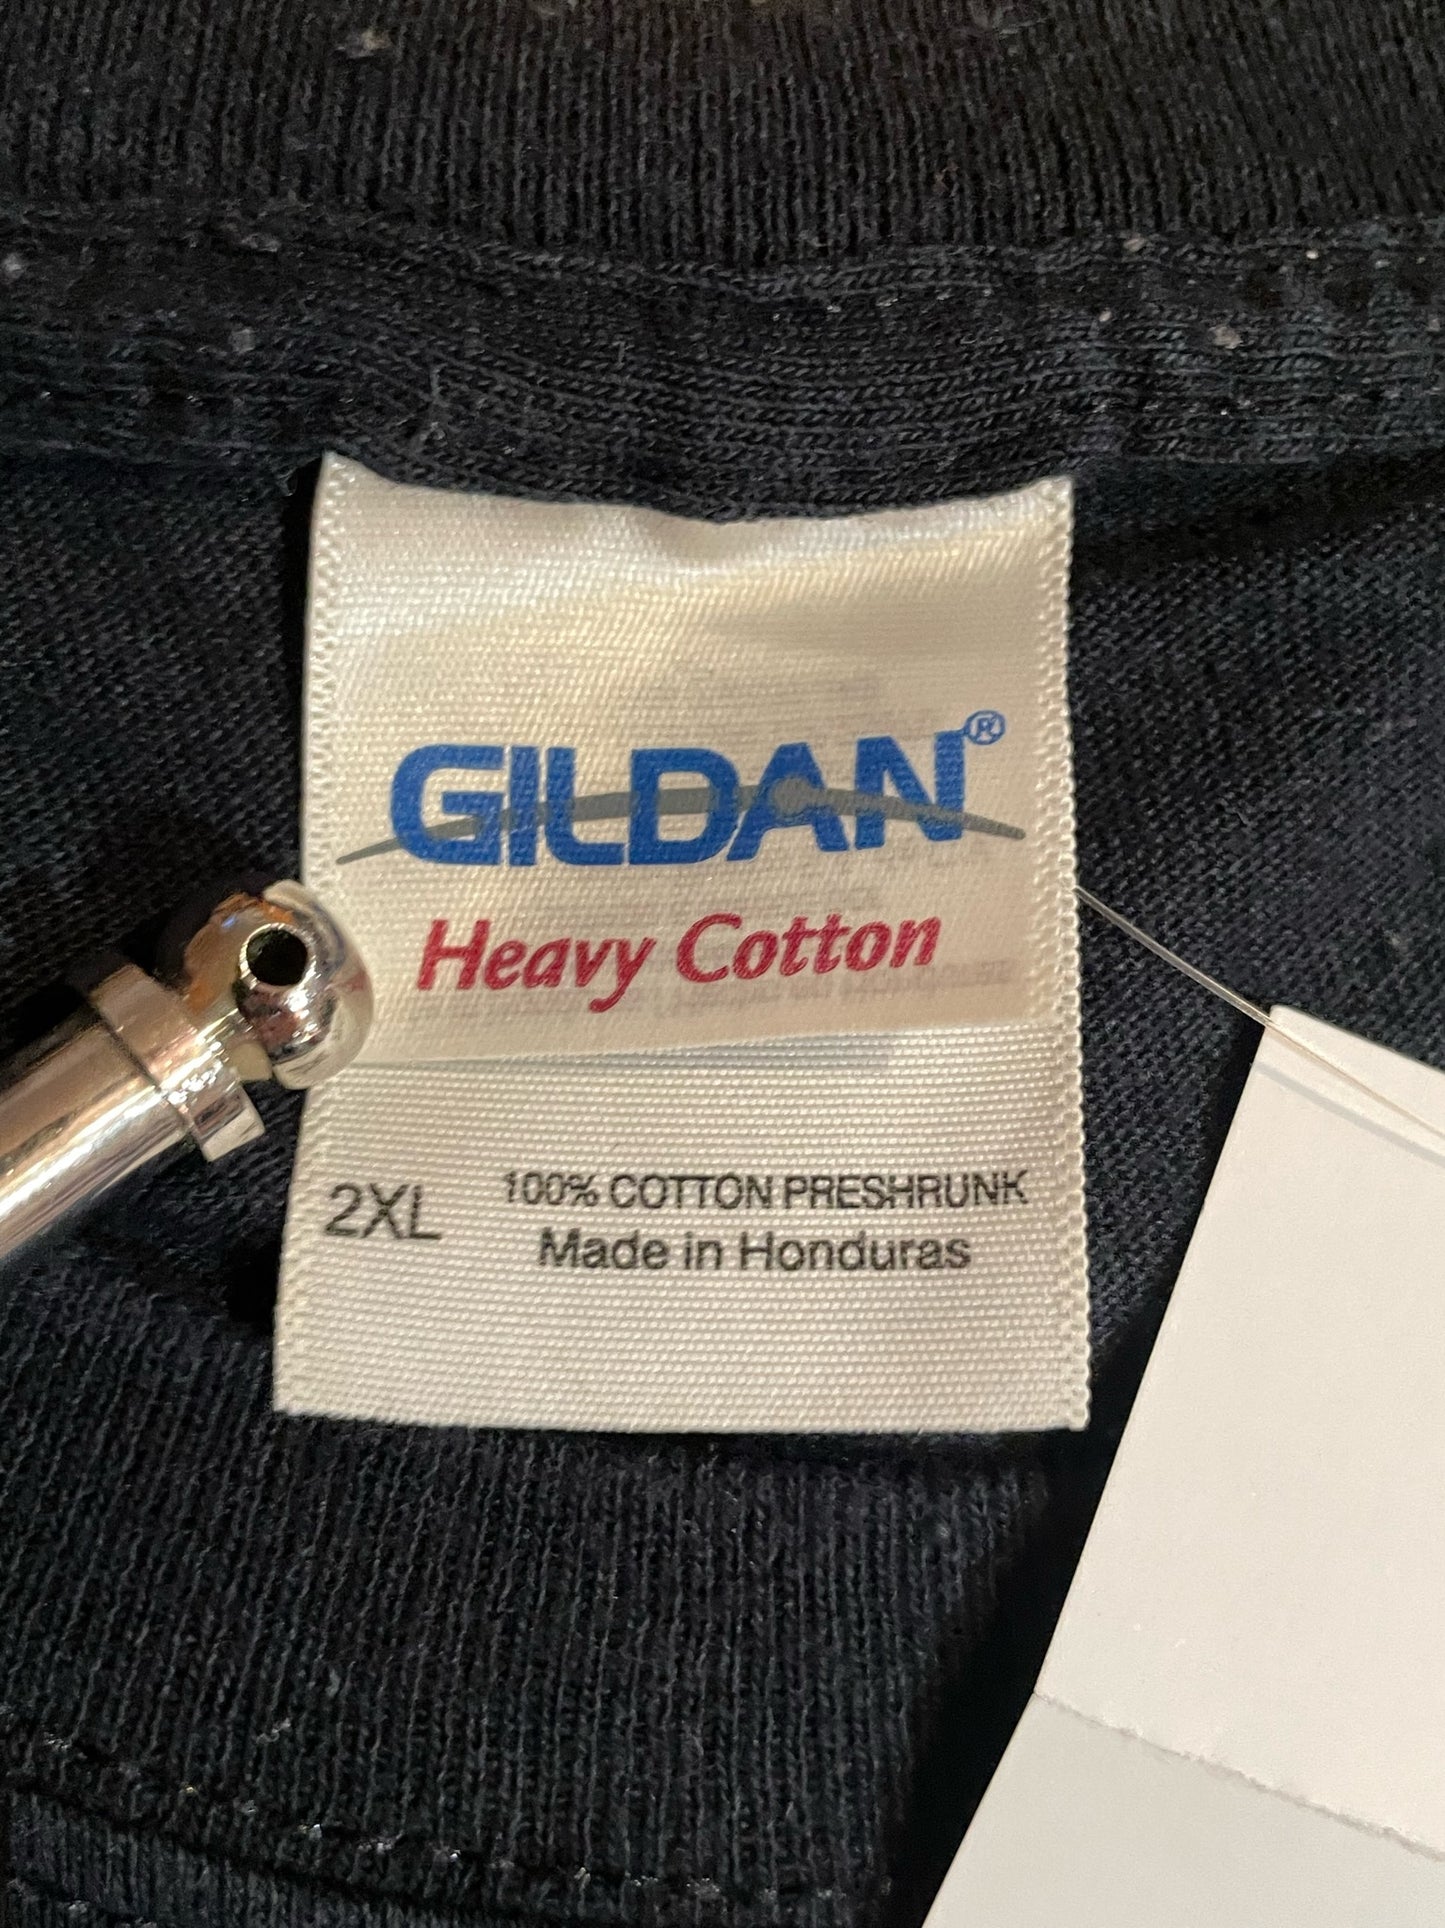 GILDAN®
Heavy Cotton
2XL 100% COTTON PRESHRUNK
Made in Honduras